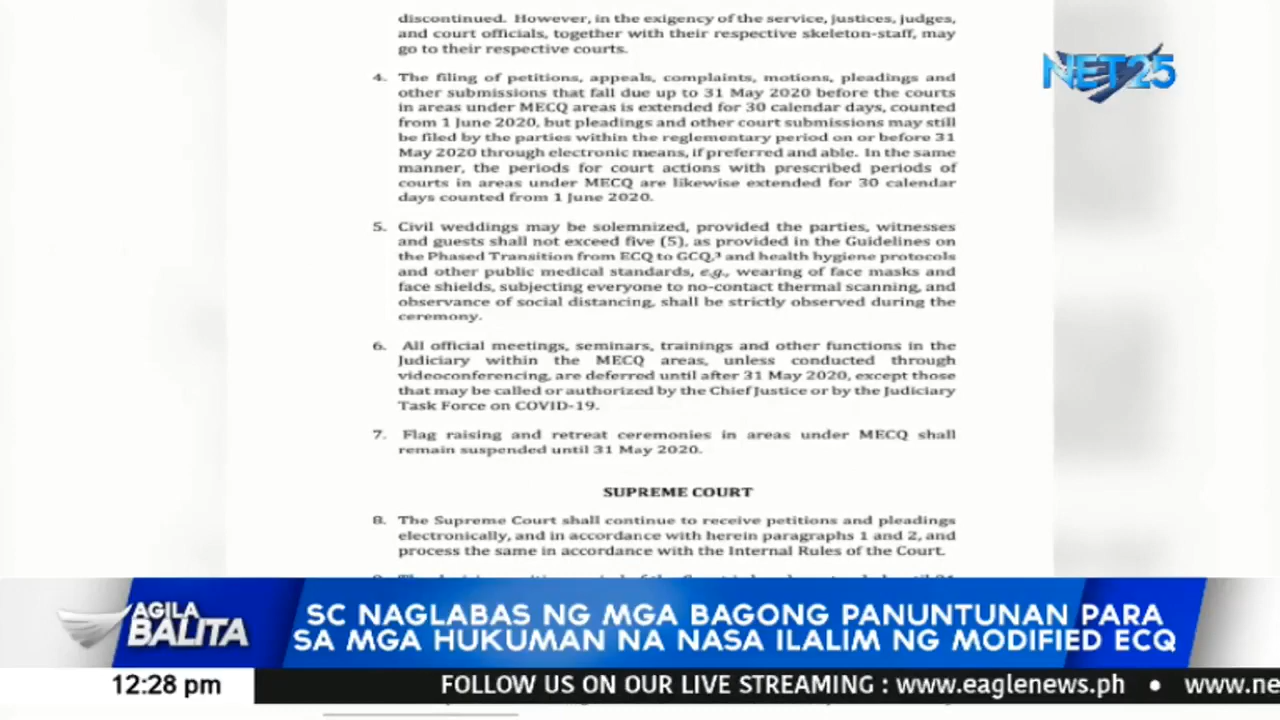 discontinued. However, in the exigency of the service, justices, judges,
and court officials, together with their respective skeleton-staff, may
go to their respective courts.
NET25
4. The filing of petitions, appeals, complaints, motions, pleadings and
other submissions that fall due up to 31 May 2020 before the courts
in areas under MECQ areas is extended for 30 calendar days, counted
from 1 June 2020, but pleadings and other court submissions may still
be filed by the parties within the reglementary period on or before 31
May 2020 through electronic means, if preferred and able. In the same
manner, the periods for court actions with prescribed periods of
courts in areas under MECQ are likewise extended for 30 calendar
days counted from 1 June 2020.
5. Civil weddings may be solemnized, provided the parties, witnesses
and guests shall not exceed five (5), as provided in the Guidelines on
the Phased Transition from ECQ to GCQ,³ and health hygiene protocols
and other public medical standards, e.g., wearing of face masks and
face shields, subjecting everyone to no-contact thermal scanning, and
observance of social distancing, shall be strictly observed during the
ceremony.
6. All official meetings, seminars, trainings and other functions in the
Judiciary within the MECQ areas, unless conducted through
videoconferencing, are deferred until after 31 May 2020, except those
that may be called or authorized by the Chief Justice or by the Judiciary
Task Force on COVID-19.
7. Flag raising and retreat ceremonies in areas under MECQ shall
remain suspended until 31 May 2020.
SUPREME COURT
8. The Supreme Court shall continue to receive petitions and pleadings
electronically, and in accordance with herein paragraphs 1 and 2, and
process the same in accordance with the Internal Rules of the Court.
AGILA
BALITA
SC NAGLABAS NG MGA BAGONG PANUNTUNAN PARA
SA MGA HUKUMAN NA NASA ILALIM NG MODIFIED ECQ
12:28 pm
FOLLOW US ON OUR LIVE STREAMING : www.eaglenews.ph • www.ne